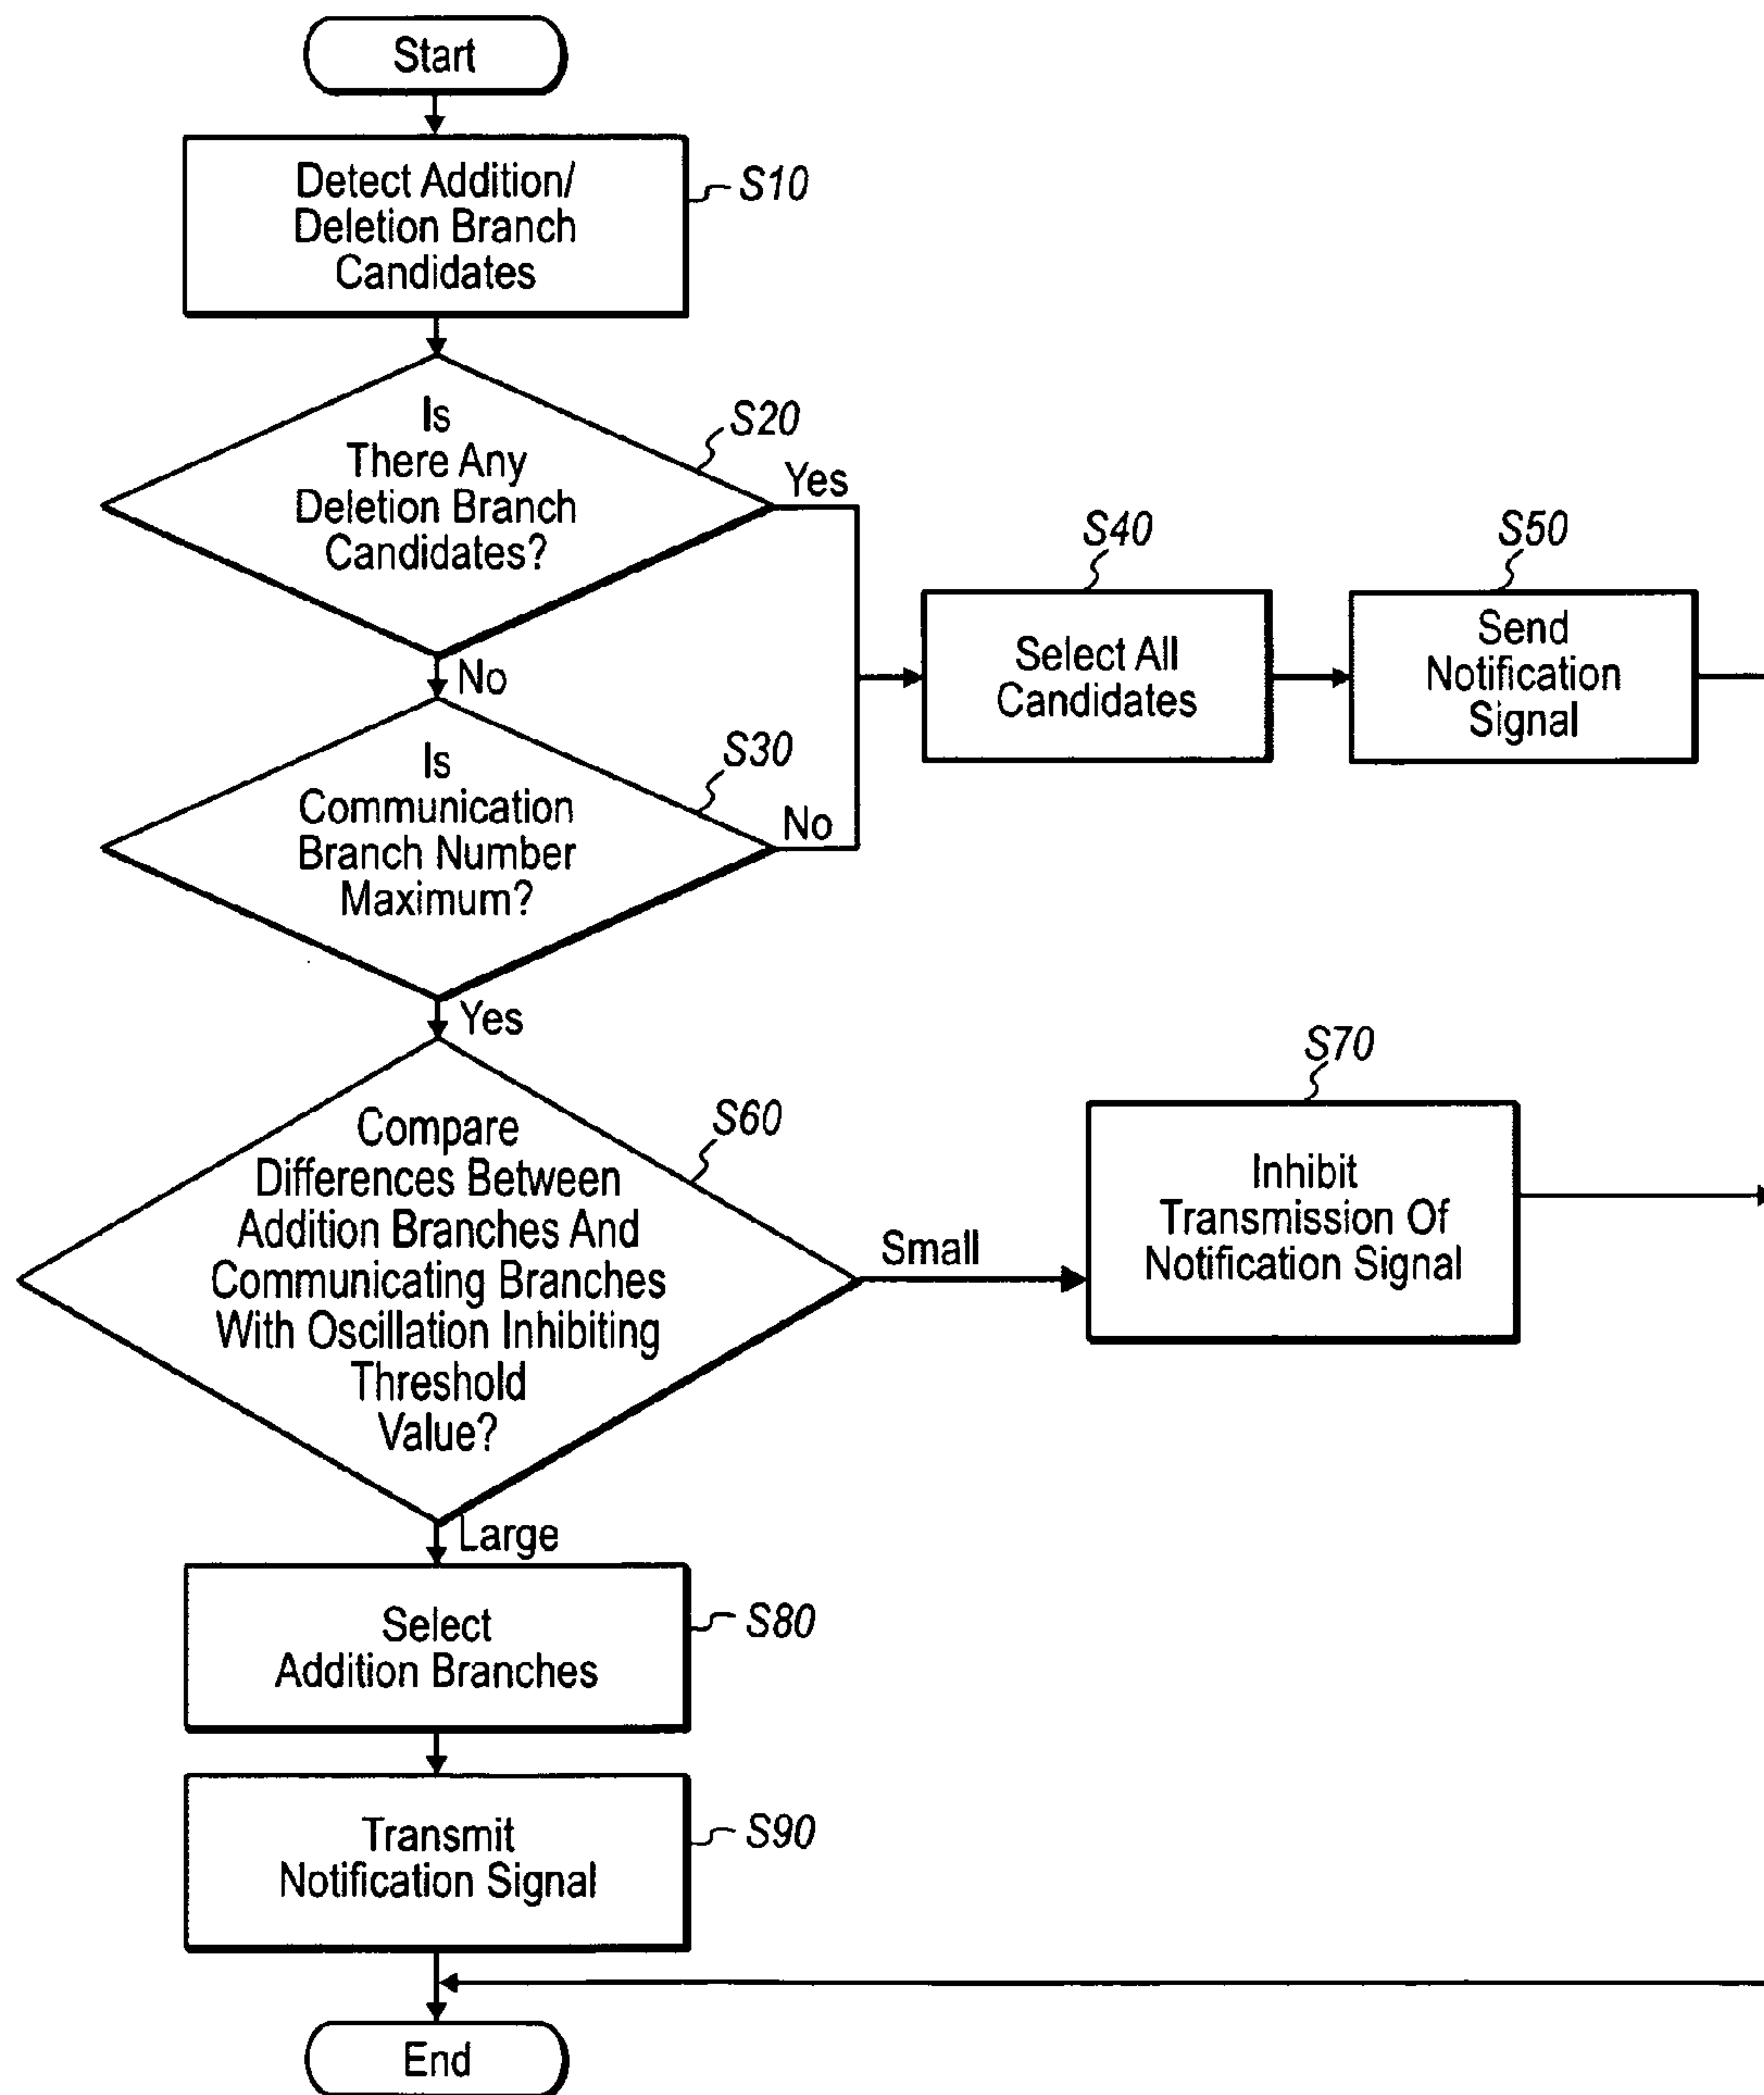 Start
Detect Addition/
Deletion Branch
Candidates
S10
Is
There Any
Deletion Branch
Candidates?
S20
Yes
No
S40
Select All
Candidates
S50
Send
Notification
Signal
Is
Communication
Branch Number
Maximum?
S30
No
Yes
Compare
Differences Between
Addition Branches And
Communicating Branches
With Oscillation Inhibiting
Threshold
Value?
S60
Small
Large
S70
Inhibit
Transmission Of
Notification Signal
Select
Addition Branches
S80
Transmit
Notification Signal
S90
End